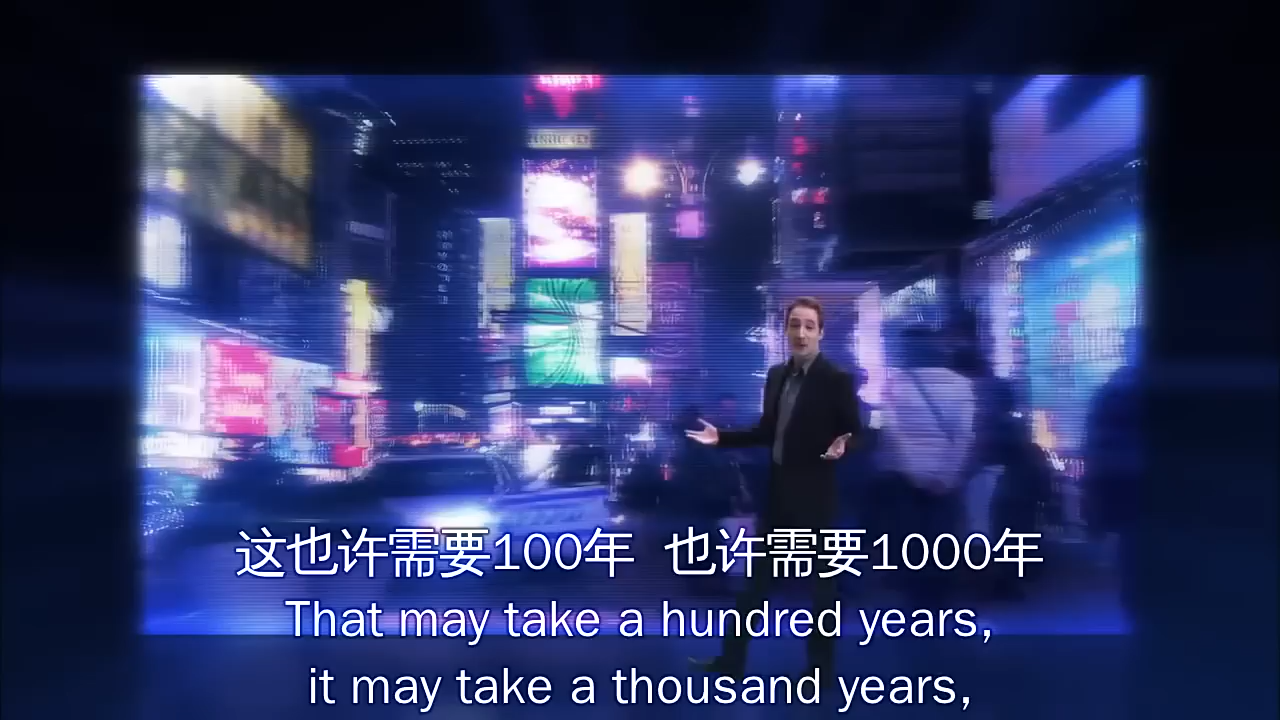 这也许需要100年 也许需要1000年
That may take a hundred years,
it may take a thousand years,